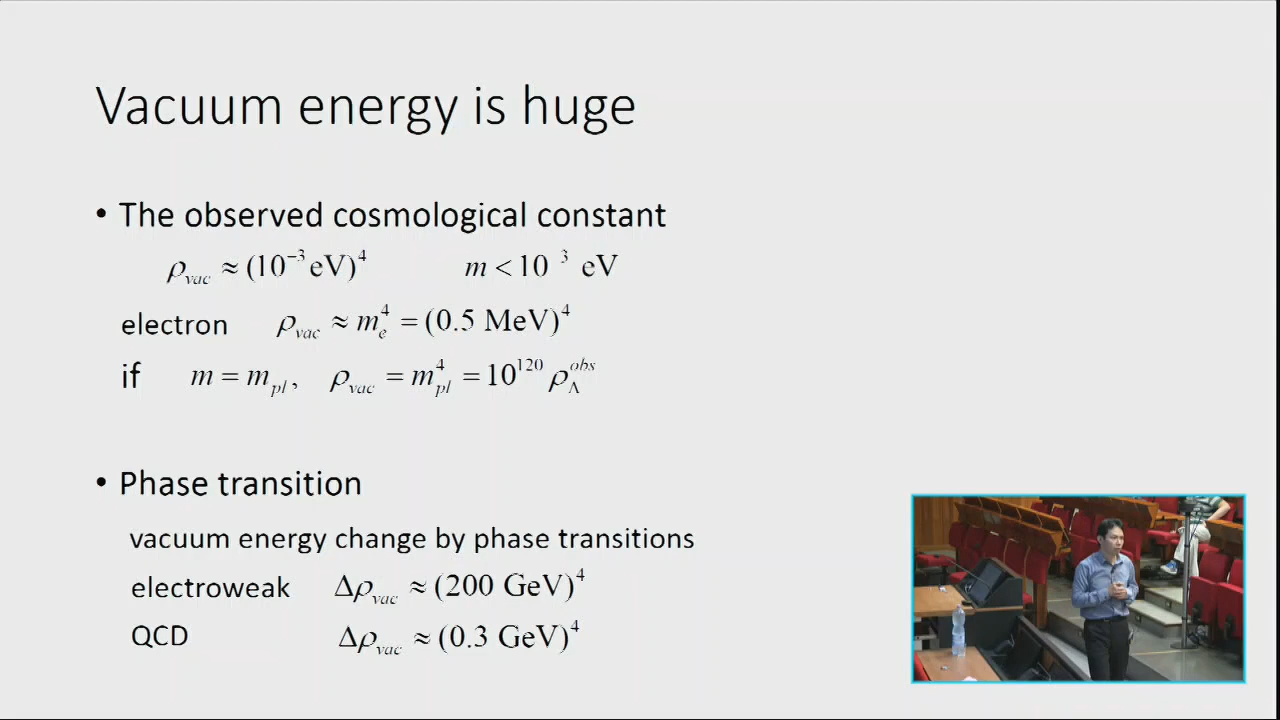 Vacuum energy is huge
• The observed cosmological constant
ρ_vac ≈ (10⁻³ eV)⁴ m < 10 ³ eV
electron ρ_vac ≈ m_e⁴ = (0.5 MeV)⁴
if m = m_pl, ρ_vac = m_pl⁴ = 10¹²⁰ ρ_Λ^obs
• Phase transition
vacuum energy change by phase transitions
electroweak Δρ_vac ≈ (200 GeV)⁴
QCD Δρ_vac ≈ (0.3 GeV)⁴